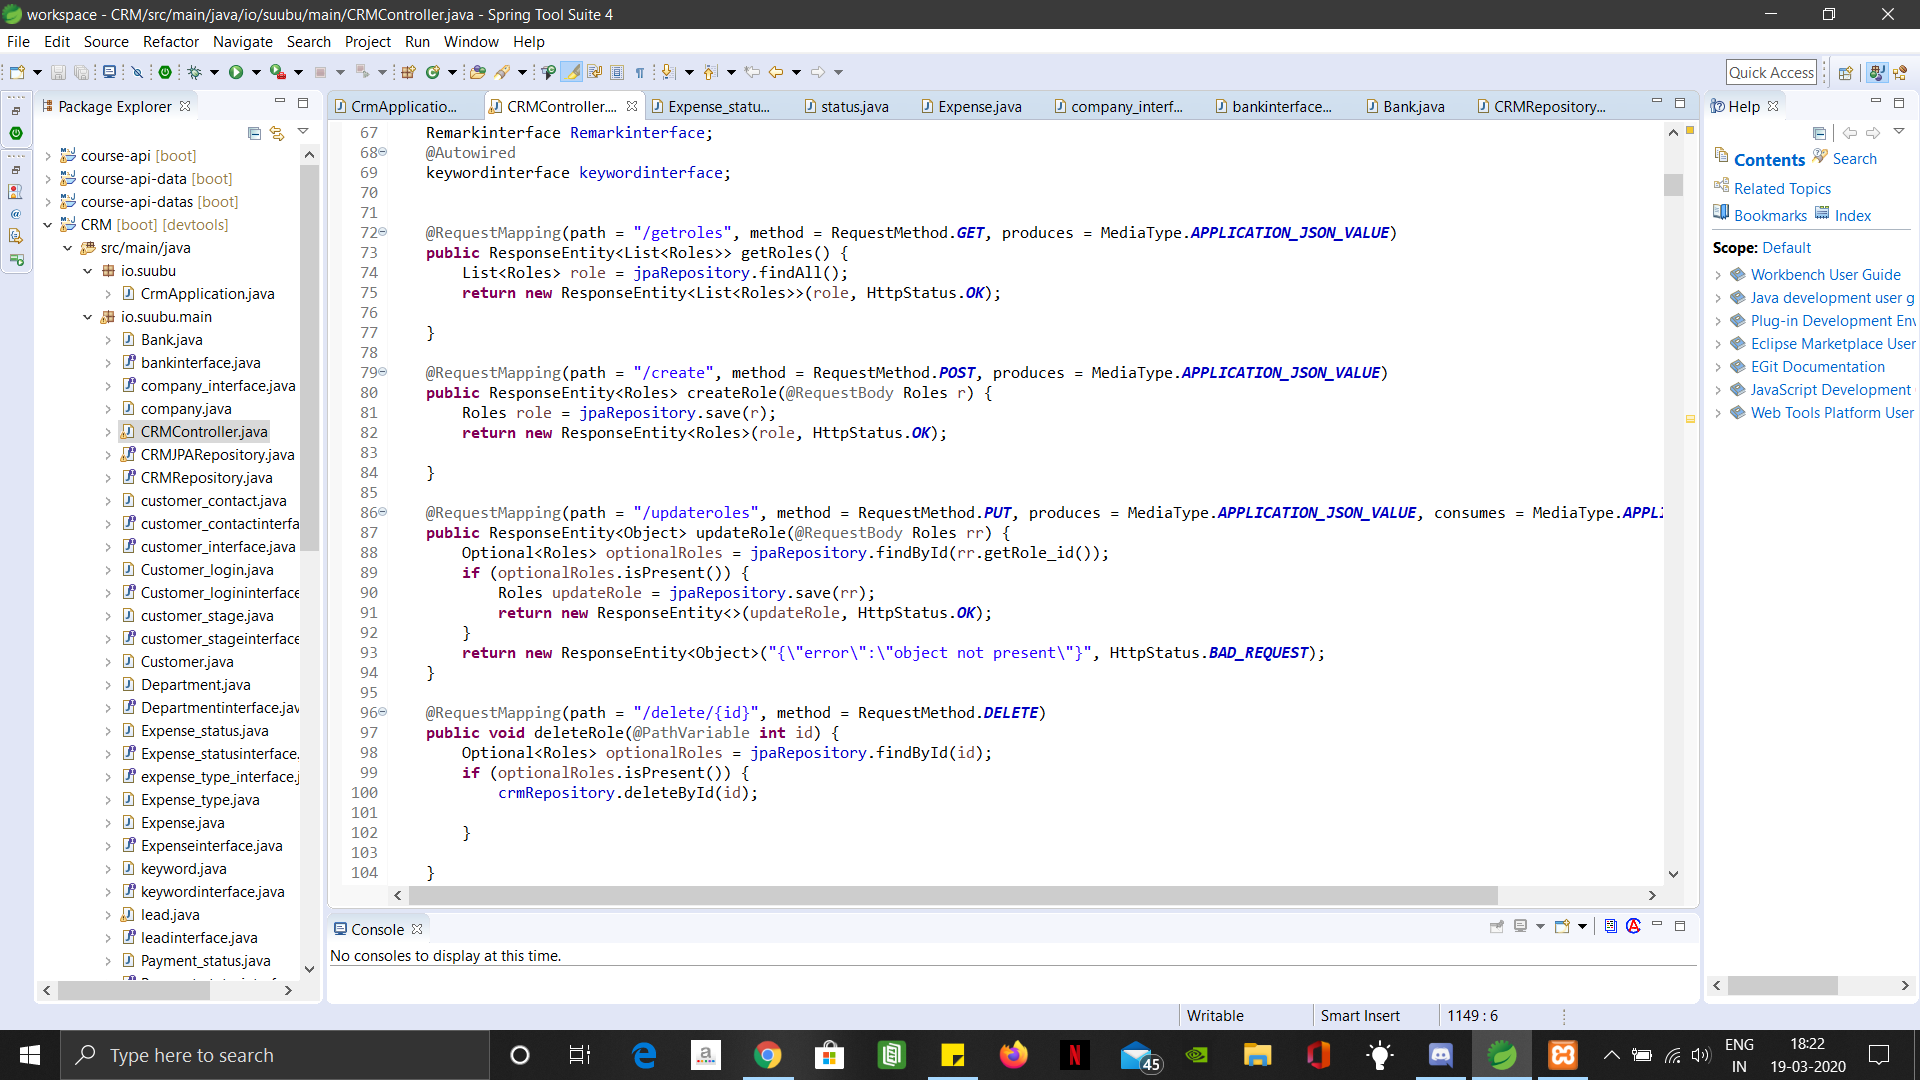 workspace - CRM/src/main/java/io/suubu/main/CRMController.java - Spring Tool Suite 4
File Edit Source Refactor Navigate Search Project Run Window Help
Quick Access
Package Explorer
course-api [boot]
course-api-data [boot]
course-api-datas [boot]
CRM [boot] [devtools]
src/main/java
io.suubu
CrmApplication.java
io.suubu.main
Bank.java
bankinterface.java
company_interface.java
company.java
CRMController.java
CRMJPARepository.java
CRMRepository.java
customer_contact.java
customer_contactinterfa
customer_interface.java
Customer_login.java
Customer_logininterface
customer_stage.java
customer_stageinterface
Customer.java
Department.java
Departmentinterface.jav
Expense_status.java
Expense_statusinterface.
expense_type_interface.j
Expense_type.java
Expense.java
Expenseinterface.java
keyword.java
keywordinterface.java
lead.java
leadinterface.java
Payment_status.java
CrmApplicatio... CRMController.... Expense_statu... status.java Expense.java company_interf... bankinterface... Bank.java CRMRepository...
67 Remarkinterface Remarkinterface;
68 @Autowired
69 keywordinterface keywordinterface;
70
71
72 @RequestMapping(path = "/getroles", method = RequestMethod.GET, produces = MediaType.APPLICATION_JSON_VALUE)
73 public ResponseEntity<List<Roles>> getRoles() {
74 List<Roles> role = jpaRepository.findAll();
75 return new ResponseEntity<List<Roles>>(role, HttpStatus.OK);
76
77 }
78
79 @RequestMapping(path = "/create", method = RequestMethod.POST, produces = MediaType.APPLICATION_JSON_VALUE)
80 public ResponseEntity<Roles> createRole(@RequestBody Roles r) {
81 Roles role = jpaRepository.save(r);
82 return new ResponseEntity<Roles>(role, HttpStatus.OK);
83
84 }
85
86 @RequestMapping(path = "/updateroles", method = RequestMethod.PUT, produces = MediaType.APPLICATION_JSON_VALUE, consumes = MediaType.APPL
87 public ResponseEntity<Object> updateRole(@RequestBody Roles rr) {
88 Optional<Roles> optionalRoles = jpaRepository.findById(rr.getRole_id());
89 if (optionalRoles.isPresent()) {
90 Roles updateRole = jpaRepository.save(rr);
91 return new ResponseEntity<>(updateRole, HttpStatus.OK);
92 }
93 return new ResponseEntity<Object>("{\"error\":\"object not present\"}", HttpStatus.BAD_REQUEST);
94 }
95
96 @RequestMapping(path = "/delete/{id}", method = RequestMethod.DELETE)
97 public void deleteRole(@PathVariable int id) {
98 Optional<Roles> optionalRoles = jpaRepository.findById(id);
99 if (optionalRoles.isPresent()) {
100 crmRepository.deleteById(id);
101
102 }
103
104 }
Console
No consoles to display at this time.
Help
Contents Search
Related Topics
Bookmarks Index
Scope: Default
Workbench User Guide
Java development user g
Plug-in Development Env
Eclipse Marketplace User
EGit Documentation
JavaScript Development
Web Tools Platform User
Writable Smart Insert 1149 : 6
Type here to search
45
ENG
IN
18:22
19-03-2020